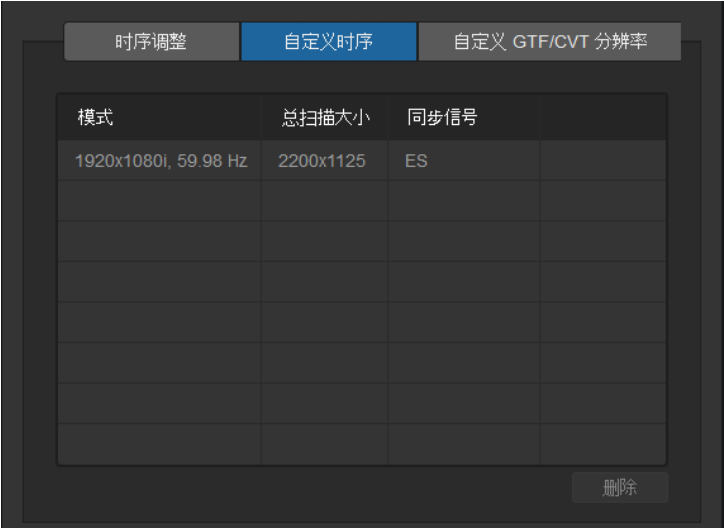 时序调整 自定义时序 自定义 GTF/CVT 分辨率
模式 总扫描大小 同步信号
1920x1080i, 59.98 Hz 2200x1125 ES
删除